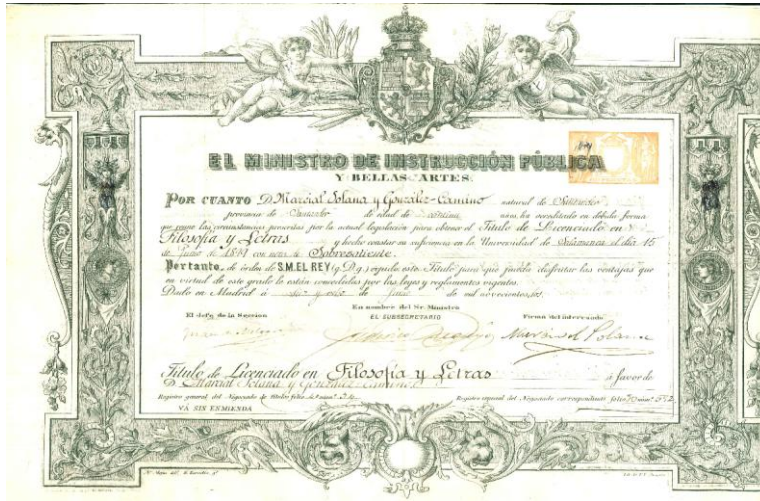 EL MINISTRO DE INSTRUCCIÓN PÚBLICA
Y BELLAS ARTES.
POR CUANTO D. Marcial Solana y González-Camino natural de Santander
provincia de Santander de edad de años, ha acreditado en debida forma
que reune las circunstancias prescritas por la actual legislación para obtener el Título de Licenciado en
Filosofía y Letras y hecho constar su suficiencia en la Universidad de Salamanca el día 15
de Junio de con nota de Sobresaliente.
Por tanto, de órden de S.M. EL REY (q. D. g.) expido este Título para que pueda disfrutar las ventajas que
en virtud de este grado le están concedidas por las leyes y reglamentos vigentes.
Dado en Madrid á de de mil novecientos
En nombre del Sr. Ministro
El Jefe de la Seccion EL SUBSECRETARIO Firma del interesado
Marcial Solana
Título de Licenciado en Filosofía y Letras á favor de
D. Marcial Solana y González-Camino
Registro general del Negociado de títulos folio núm.
Registro especial del Negociado correspondiente folio núm.
VÁ SIN ENMIENDA